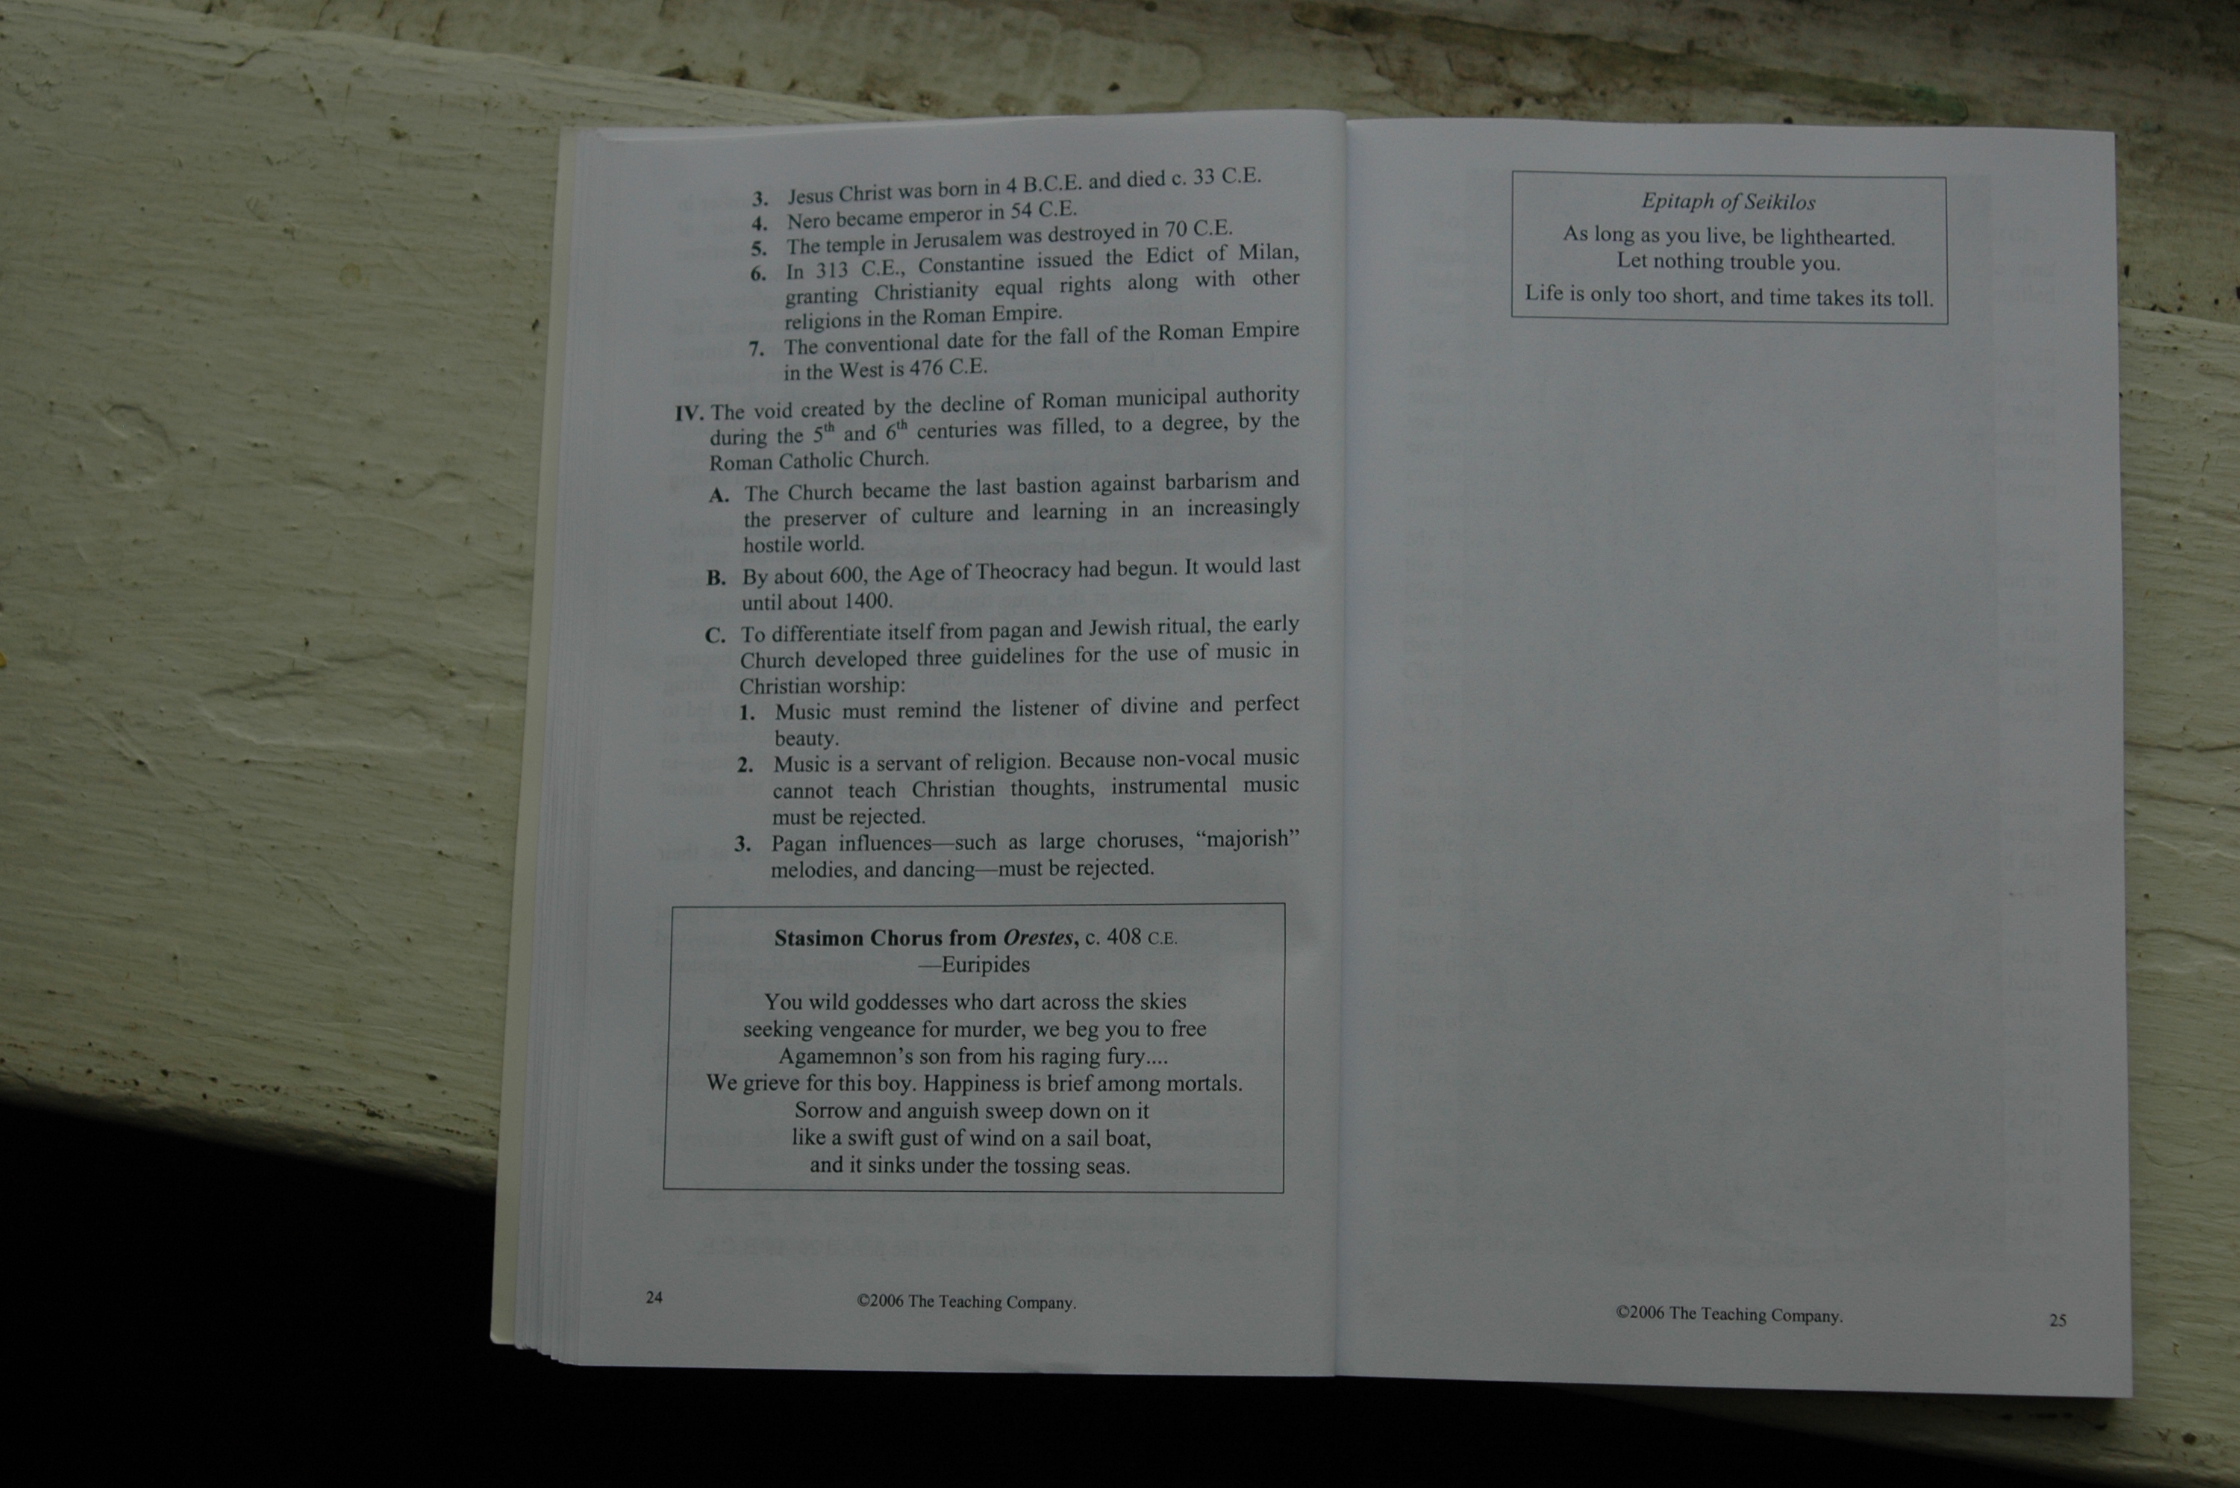 3. Jesus Christ was born in 4 B.C.E. and died c. 33 C.E.
4. Nero became emperor in 54 C.E.
5. The temple in Jerusalem was destroyed in 70 C.E.
6. In 313 C.E., Constantine issued the Edict of Milan,
granting Christianity equal rights along with other
religions in the Roman Empire.
7. The conventional date for the fall of the Roman Empire
in the West is 476 C.E.
IV. The void created by the decline of Roman municipal authority
during the 5th and 6th centuries was filled, to a degree, by the
Roman Catholic Church.
A. The Church became the last bastion against barbarism and
the preserver of culture and learning in an increasingly
hostile world.
B. By about 600, the Age of Theocracy had begun. It would last
until about 1400.
C. To differentiate itself from pagan and Jewish ritual, the early
Church developed three guidelines for the use of music in
Christian worship:
1. Music must remind the listener of divine and perfect
beauty.
2. Music is a servant of religion. Because non-vocal music
cannot teach Christian thoughts, instrumental music
must be rejected.
3. Pagan influences—such as large choruses, “majorish”
melodies, and dancing—must be rejected.
Stasimon Chorus from Orestes, c. 408 C.E.
—Euripides
You wild goddesses who dart across the skies
seeking vengeance for murder, we beg you to free
Agamemnon’s son from his raging fury....
We grieve for this boy. Happiness is brief among mortals.
Sorrow and anguish sweep down on it
like a swift gust of wind on a sail boat,
and it sinks under the tossing seas.
24
©2006 The Teaching Company.
Epitaph of Seikilos
As long as you live, be lighthearted.
Let nothing trouble you.
Life is only too short, and time takes its toll.
©2006 The Teaching Company.
25